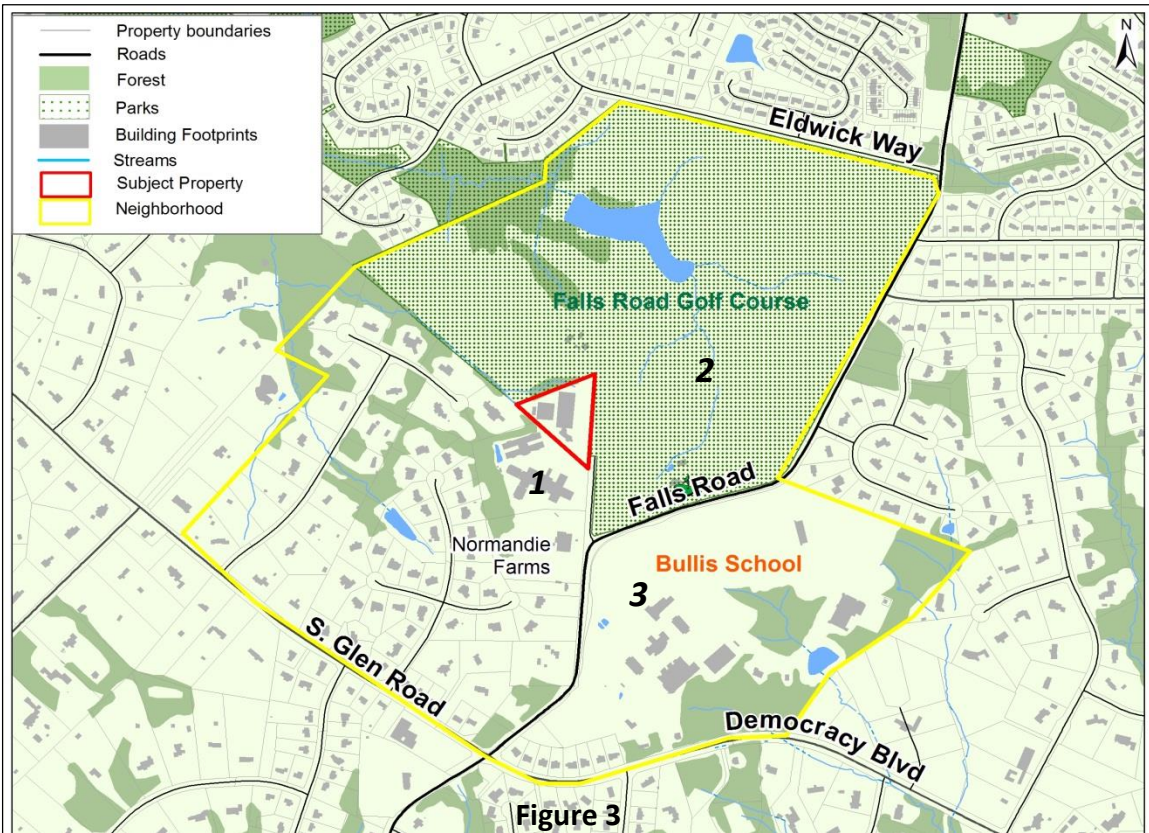 Property boundaries
Roads
Forest
Parks
Building Footprints
Streams
Subject Property
Neighborhood
N
Eldwick Way
Falls Road Golf Course
2
1
Falls Road
Normandie
Farms
Bullis School
3
S. Glen Road
Democracy Blvd
Figure 3